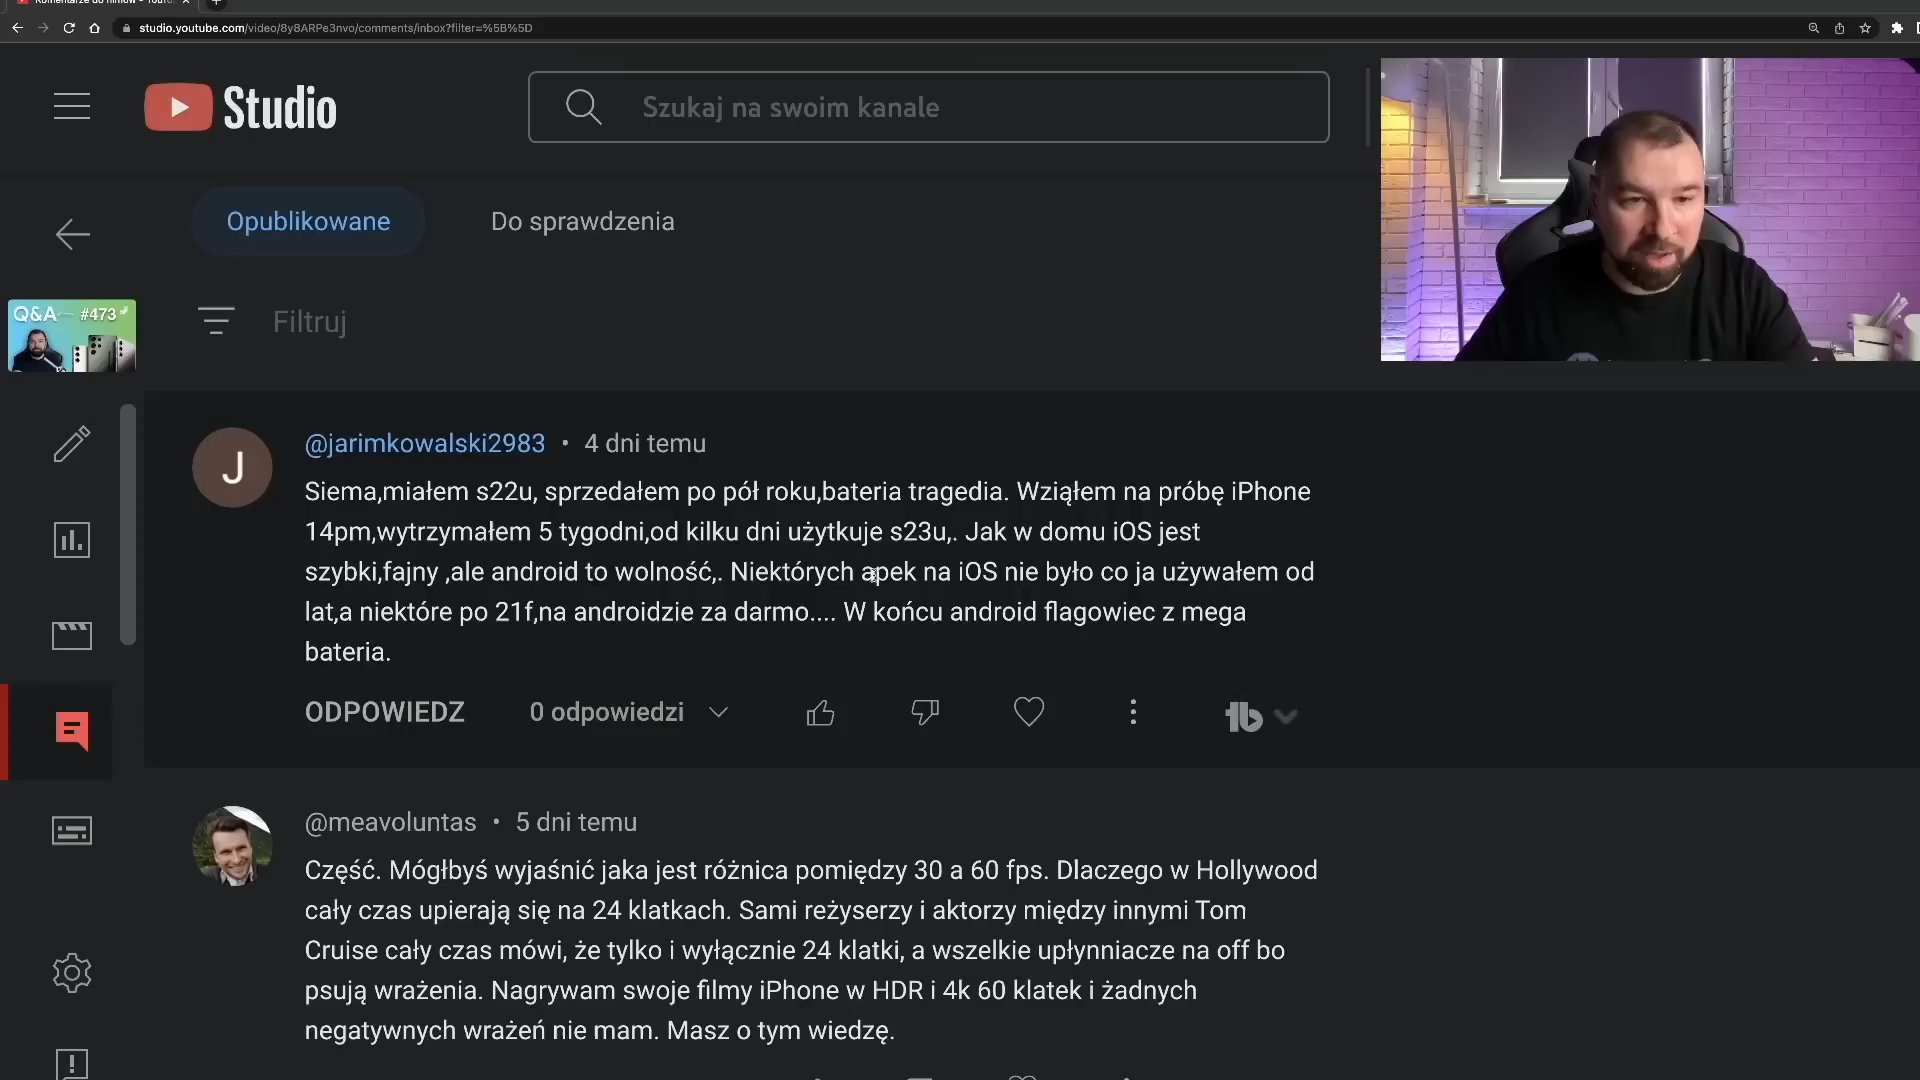 studio.youtube.com/video/8y8ARPe3nvo/comments/inbox?filter=%5B%5D
Studio
Szukaj na swoim kanale
Opublikowane
Do sprawdzenia
Q&A #473
Filtruj
J
@jarimkowalski2983 • 4 dni temu
Siema,miałem s22u, sprzedałem po pół roku,bateria tragedia. Wziąłem na próbę iPhone
14pm,wytrzymałem 5 tygodni,od kilku dni użytkuje s23u,. Jak w domu iOS jest
szybki,fajny ,ale android to wolność,. Niektórych apek na iOS nie było co ja używałem od
lat,a niektóre po 21f,na androidzie za darmo.... W końcu android flagowiec z mega
bateria.
ODPOWIEDZ
0 odpowiedzi
@meavoluntas • 5 dni temu
Część. Mógłbyś wyjaśnić jaka jest różnica pomiędzy 30 a 60 fps. Dlaczego w Hollywood
cały czas upierają się na 24 klatkach. Sami reżyserzy i aktorzy między innymi Tom
Cruise cały czas mówi, że tylko i wyłącznie 24 klatki, a wszelkie upłynniacze na off bo
psują wrażenia. Nagrywam swoje filmy iPhone w HDR i 4k 60 klatek i żadnych
negatywnych wrażeń nie mam. Masz o tym wiedzę.